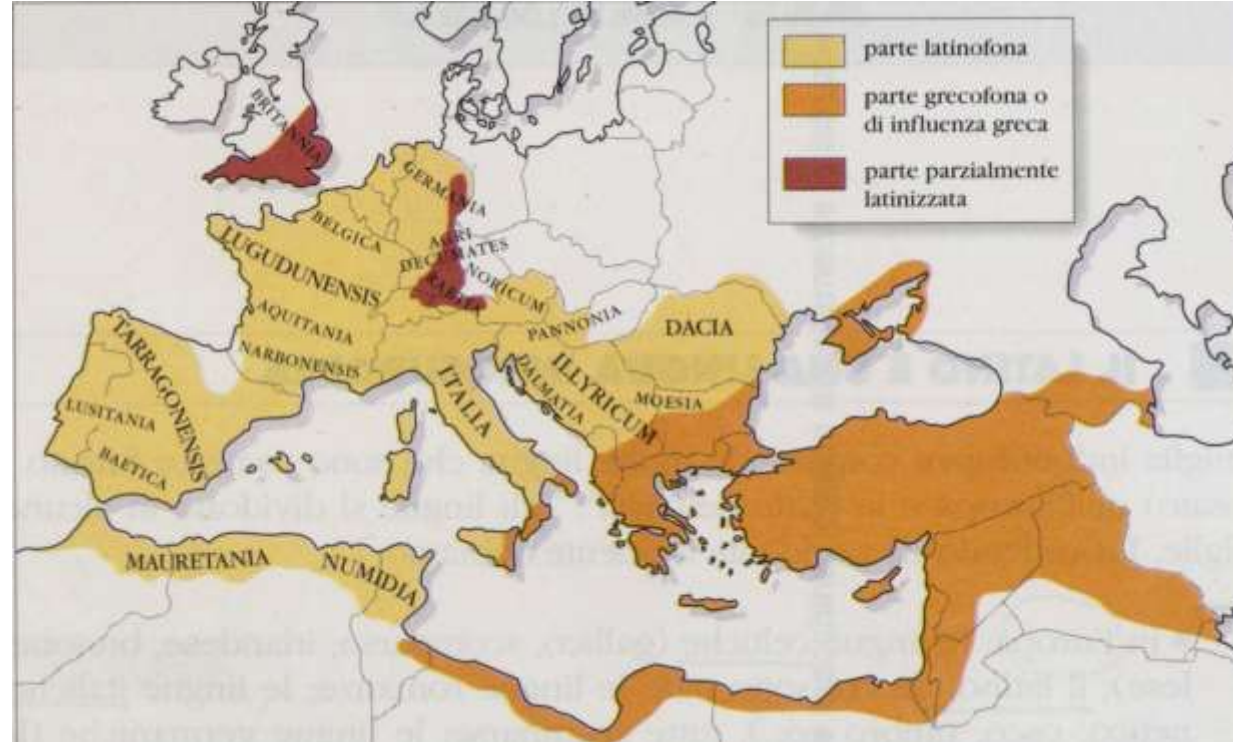 parte latinofona
parte grecofona o
di influenza greca
parte parzialmente
latinizzata
BRITANNIA
GERMANIA
BELGICA
AGRI
DECUMATES
LUGUDUNENSIS
NORICUM
AQUITANIA
PANNONIA
DACIA
NARBONENSIS
TARRAGONENSIS
ITALIA
DALMATIA
ILLYRICUM
MOESIA
LUSITANIA
BAETICA
MAURETANIA
NUMIDIA